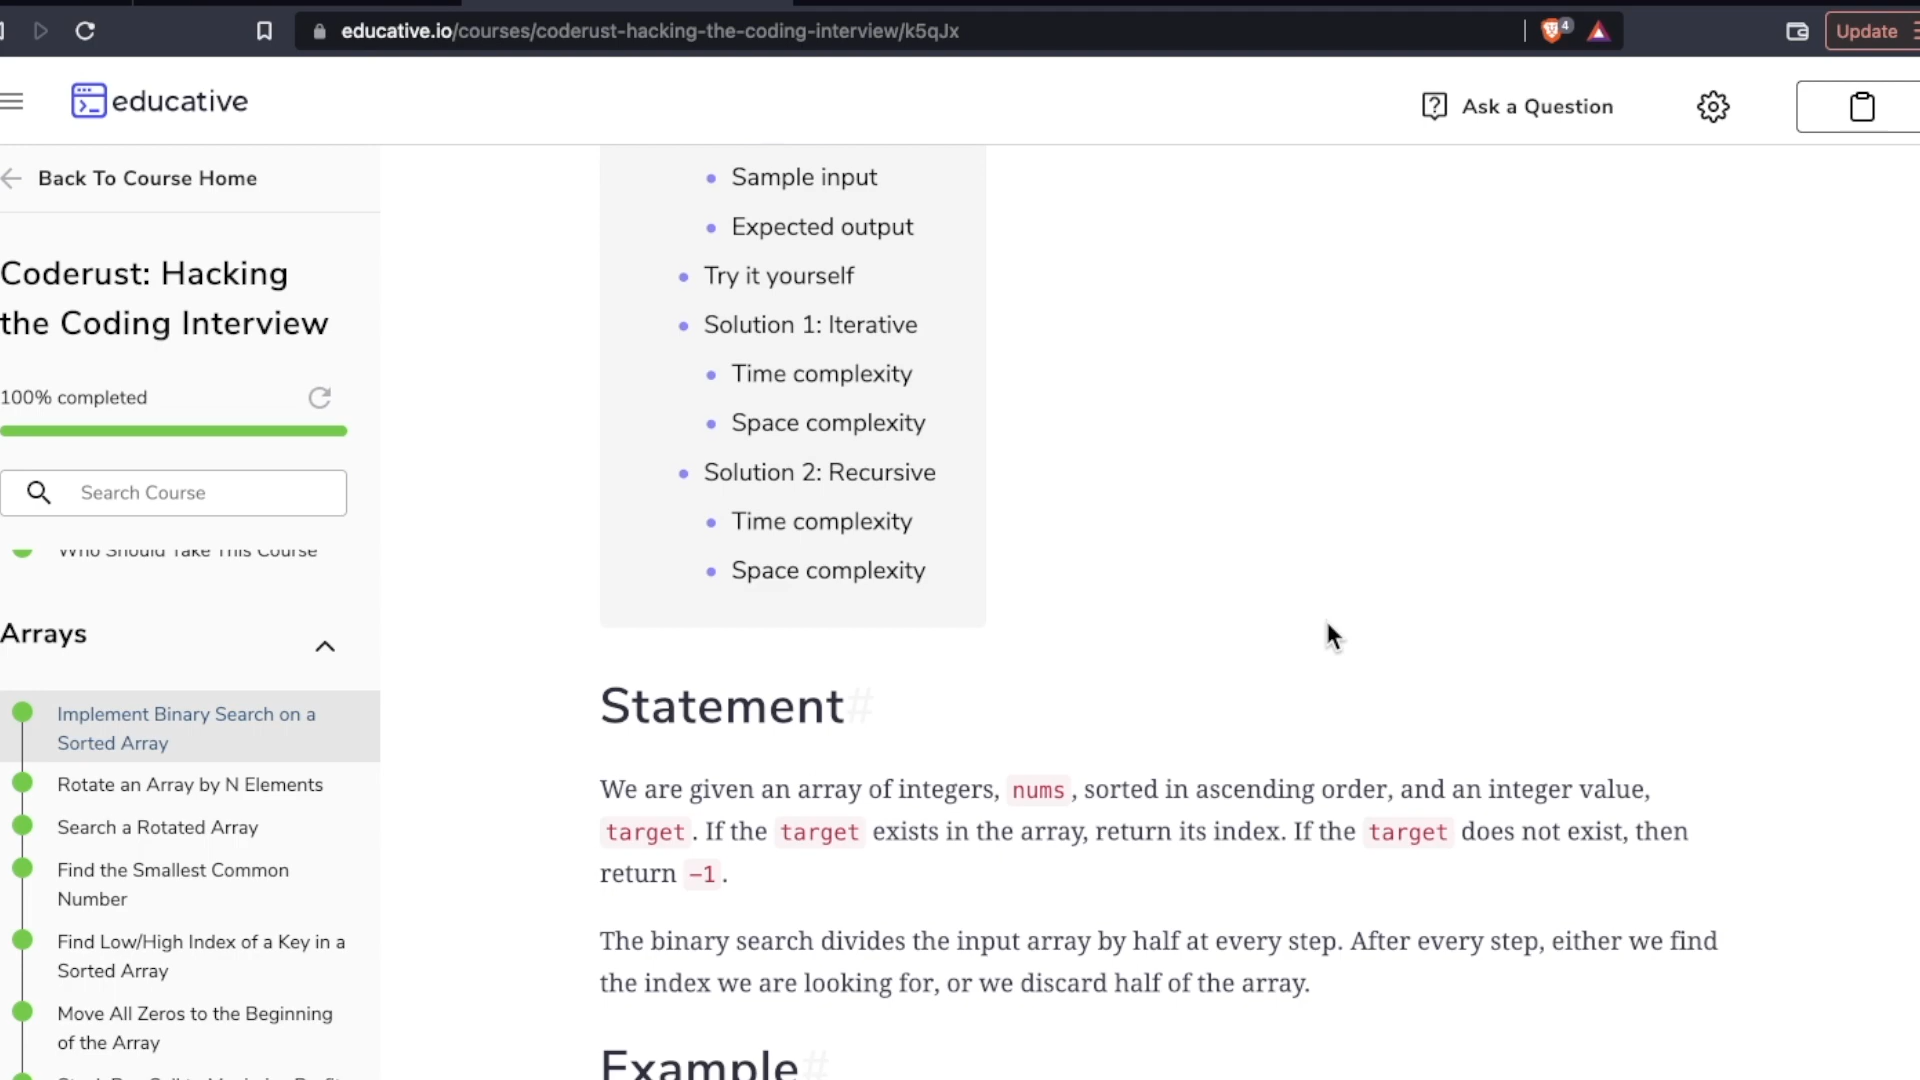 educative.io/courses/coderust-hacking-the-coding-interview/k5qJx
4
Update
educative
Ask a Question
Back To Course Home
Coderust: Hacking
the Coding Interview
100% completed
Search Course
Who Should Take This Course
Arrays
Implement Binary Search on a
Sorted Array
Rotate an Array by N Elements
Search a Rotated Array
Find the Smallest Common
Number
Find Low/High Index of a Key in a
Sorted Array
Move All Zeros to the Beginning
of the Array
Sample input
Expected output
Try it yourself
Solution 1: Iterative
Time complexity
Space complexity
Solution 2: Recursive
Time complexity
Space complexity
Statement#
We are given an array of integers, nums, sorted in ascending order, and an integer value,
target. If the target exists in the array, return its index. If the target does not exist, then
return -1.
The binary search divides the input array by half at every step. After every step, either we find
the index we are looking for, or we discard half of the array.
Example#